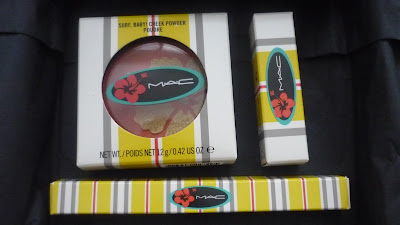 SURF, BABY! CHEEK POWDER
POUDRE
MAC
NET WT./POIDS NET 12 g / 0.42 US OZ e
MAC
MAC